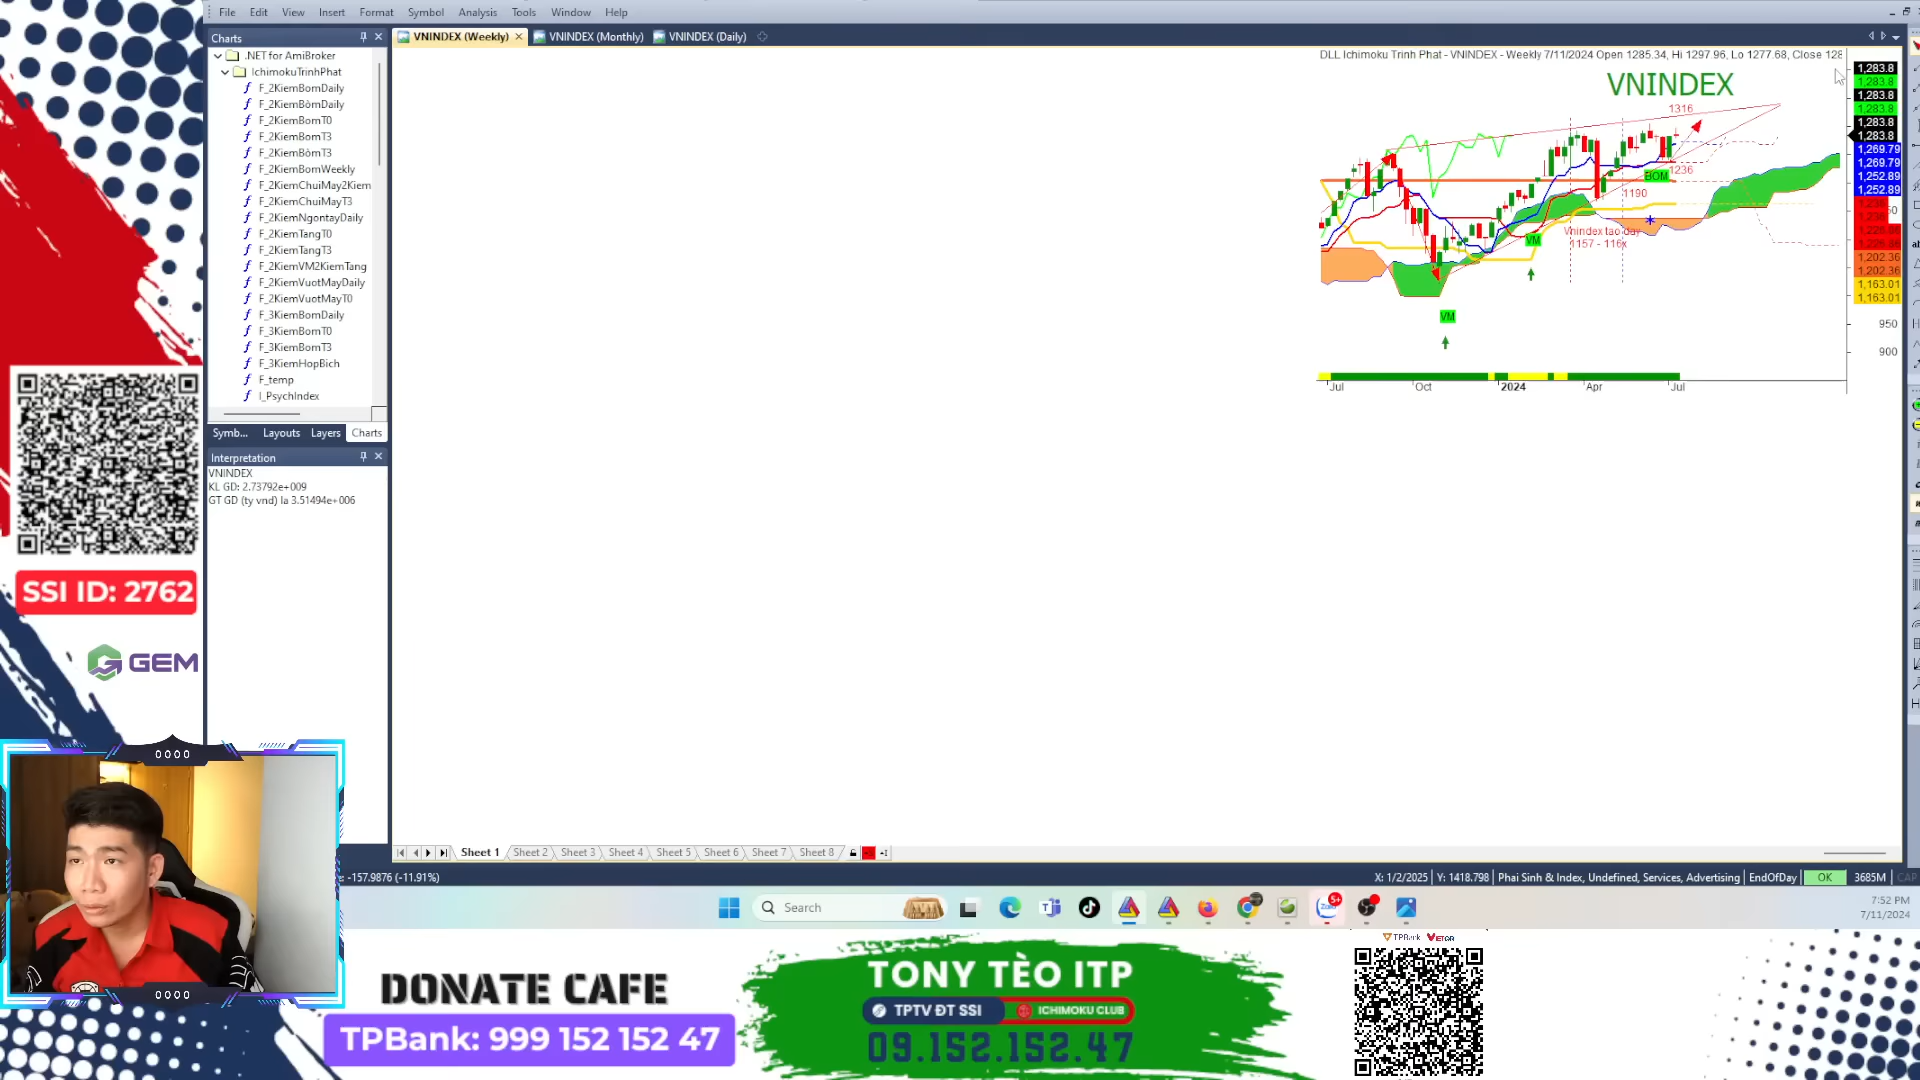 File Edit View Insert Format Symbol Analysis Tools Window Help
Charts
.NET for AmiBroker
IchimokuTrinhPhat
F_2KiemBomDaily
F_2KiemBômDaily
F_2KiemBomT0
F_2KiemBomT3
F_2KiemBômT3
F_2KiemBomWeekly
F_2KiemChuiMay2Kiem
F_2KiemChuiMayT3
F_2KiemNgontayDaily
F_2KiemTangT0
F_2KiemTangT3
F_2KiemVM2KiemTang
F_2KiemVuotMayDaily
F_2KiemVuotMayT0
F_3KiemBomDaily
F_3KiemBomT0
F_3KiemBomT3
F_3KiemHopBich
F_temp
I_PsychIndex
Symb... Layouts Layers Charts
Interpretation
VNINDEX
KL GD: 2.73792e+009
GT GD (ty vnd) la 3.51494e+006
VNINDEX (Weekly) VNINDEX (Monthly) VNINDEX (Daily)
DLL Ichimoku Trinh Phat - VNINDEX - Weekly 7/11/2024 Open 1285.34, Hi 1297.96, Lo 1277.68, Close 128
VNINDEX
1316
1236
BOM
1190
Vnindex tao day
1157 - 116x
VM
VM
1,283.8
1,283.8
1,283.8
1,283.8
1,283.8
1,283.8
1,269.79
1,269.79
1,252.89
1,252.89
1,202.36
1,202.36
1,163.01
1,163.01
950
900
Jul Oct 2024 Apr Jul
Sheet 1 Sheet 2 Sheet 3 Sheet 4 Sheet 5 Sheet 6 Sheet 7 Sheet 8
-157.9876 (-11.91%) X: 1/2/2025 Y: 1418.798 Phai Sinh & Index, Undefined, Services, Advertising EndOfDay OK 3685M CAP
Search
Zalo
5+
7:52 PM
7/11/2024
SSI ID: 2762
GEM
DONATE CAFE
TPBank: 999 152 152 47
TONY TÈO ITP
TPTV ĐT SSI ICHIMOKU CLUB
09.152.152.47
TPBank VIETQR